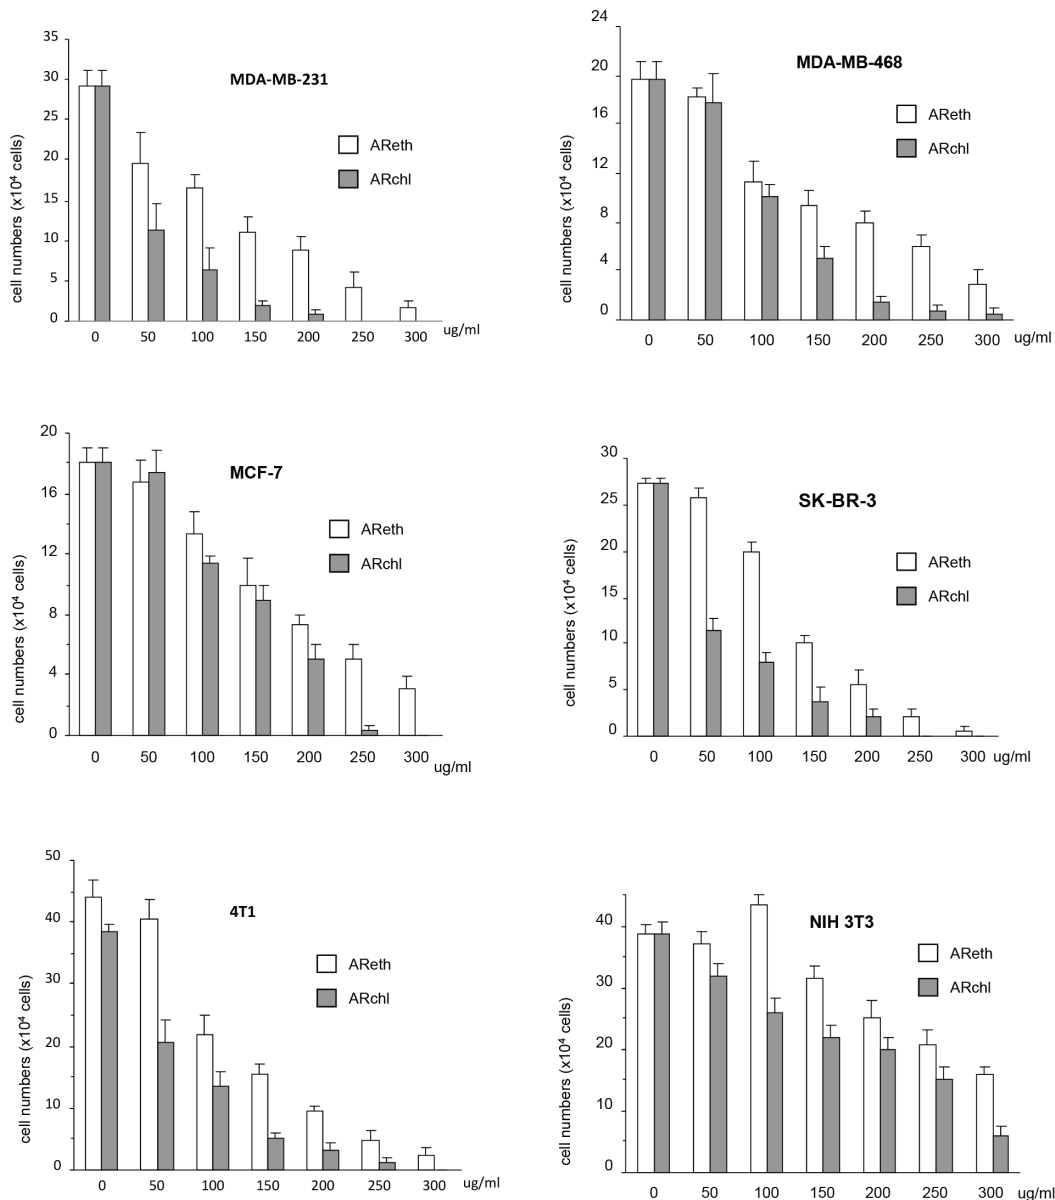 MDA-MB-231
cell numbers (x10⁴ cells)
35
30
25
20
15
10
5
0
AReth
ARchl
0 50 100 150 200 250 300 ug/ml
MDA-MB-468
cell numbers (x10⁴ cells)
24
20
16
12
8
4
0
AReth
ARchl
0 50 100 150 200 250 300 ug/ml
MCF-7
cell numbers (x10⁴ cells)
20
16
12
8
4
0
AReth
ARchl
0 50 100 150 200 250 300 ug/ml
SK-BR-3
cell numbers (x10⁴ cells)
30
25
20
15
10
5
0
AReth
ARchl
0 50 100 150 200 250 300 ug/ml
4T1
cell numbers (x10⁴ cells)
50
40
30
20
10
0
AReth
ARchl
0 50 100 150 200 250 300 ug/ml
NIH 3T3
cell numbers (x10⁴ cells)
40
30
20
10
0
AReth
ARchl
0 50 100 150 200 250 300 ug/ml